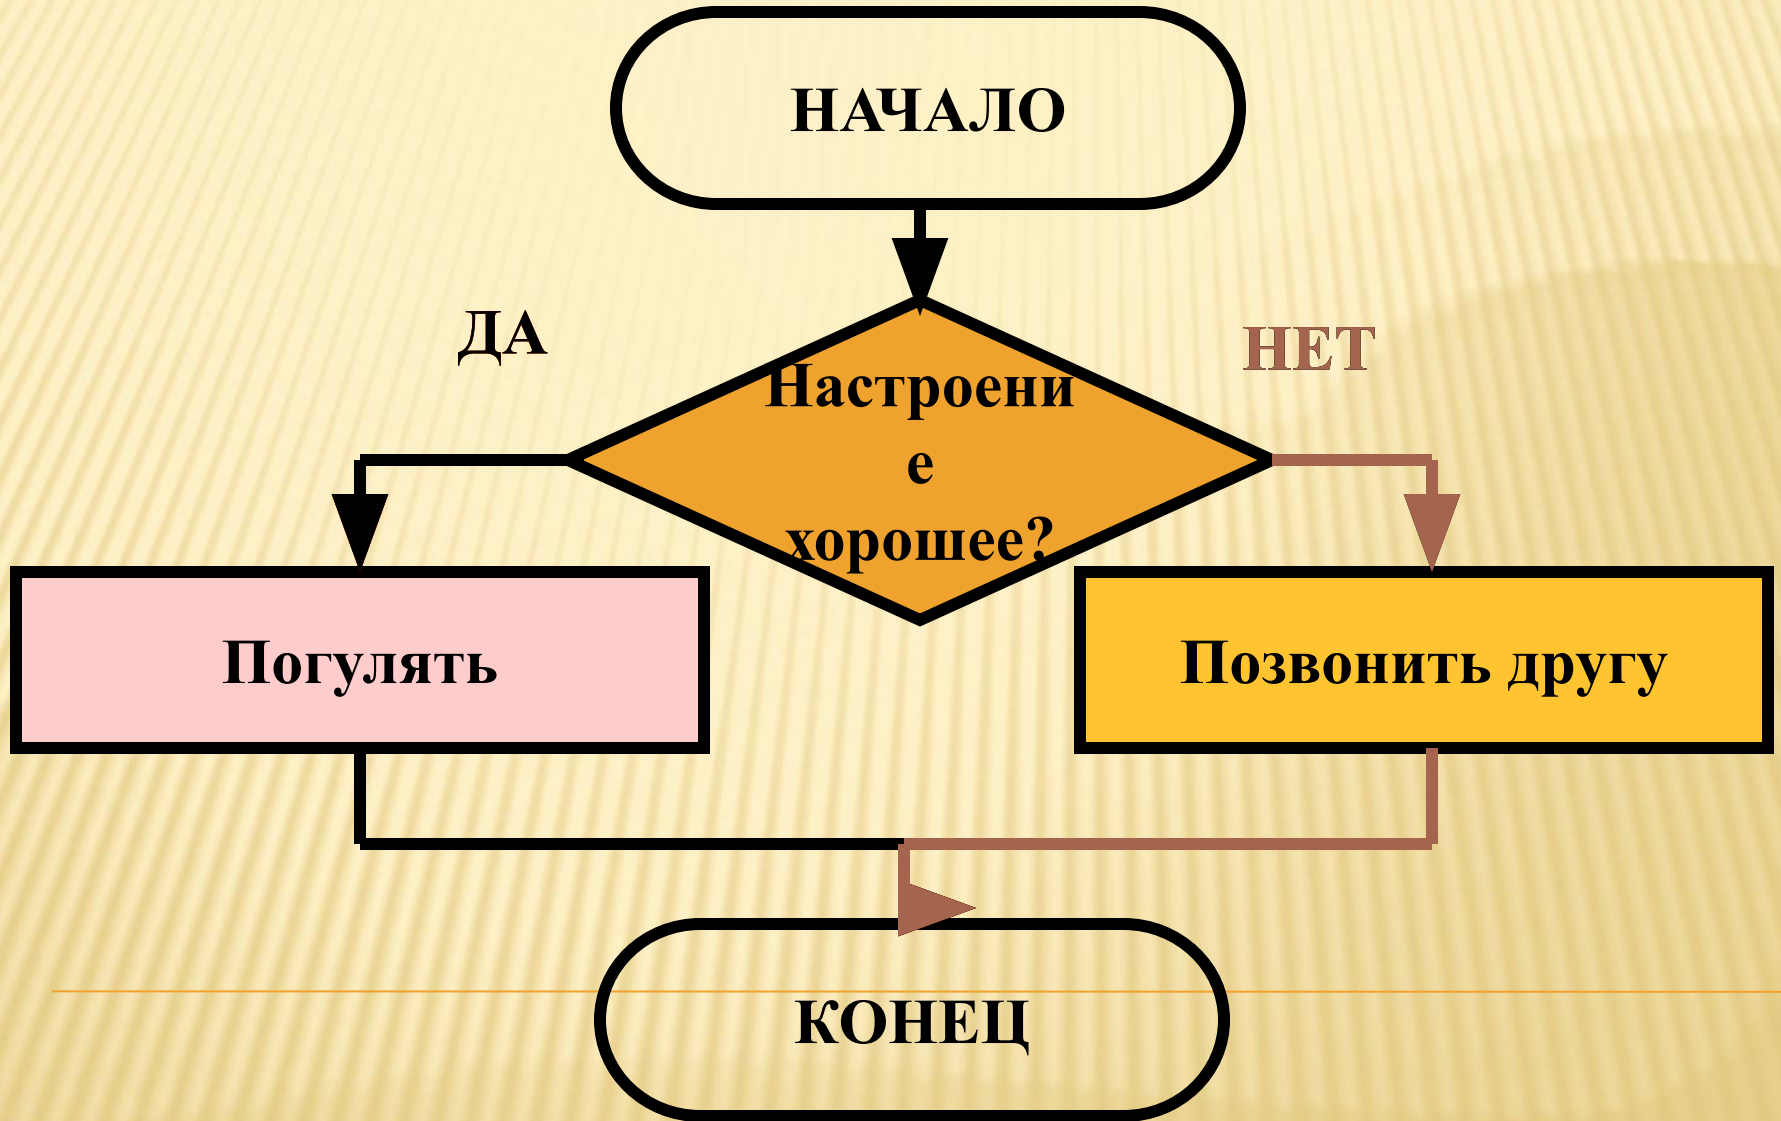 НАЧАЛО
ДА
НЕТ
Настроени
е
хорошее?
Погулять
Позвонить другу
КОНЕЦ